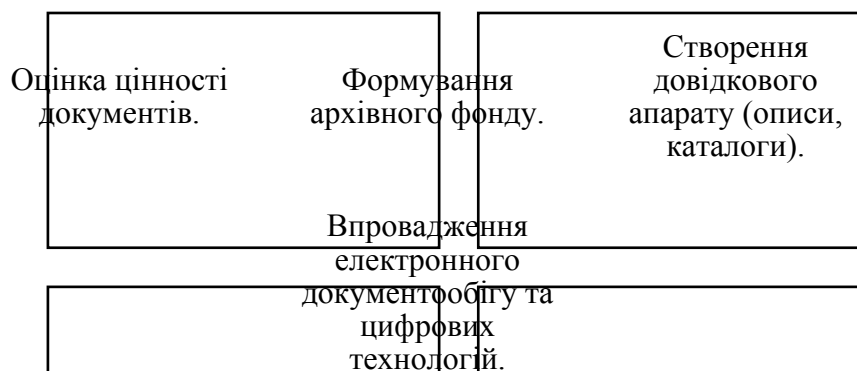 Оцінка цінності
документів.
Формування
архівного фонду.
Створення
довідкового
апарату (описи,
каталоги).
Впровадження
електронного
документообігу та
цифрових
технологій.